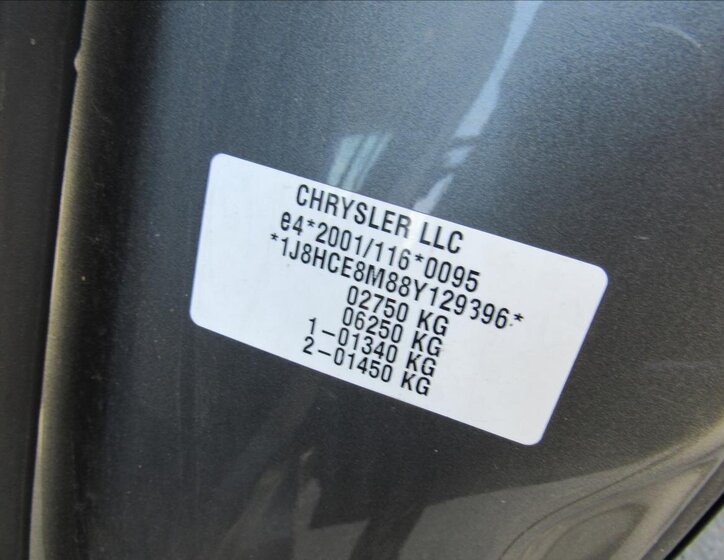 CHRYSLER LLC
e4*2001/116*0095
*1J8HCE8M88Y129396*
02750 KG
06250 KG
1-01340 KG
2-01450 KG